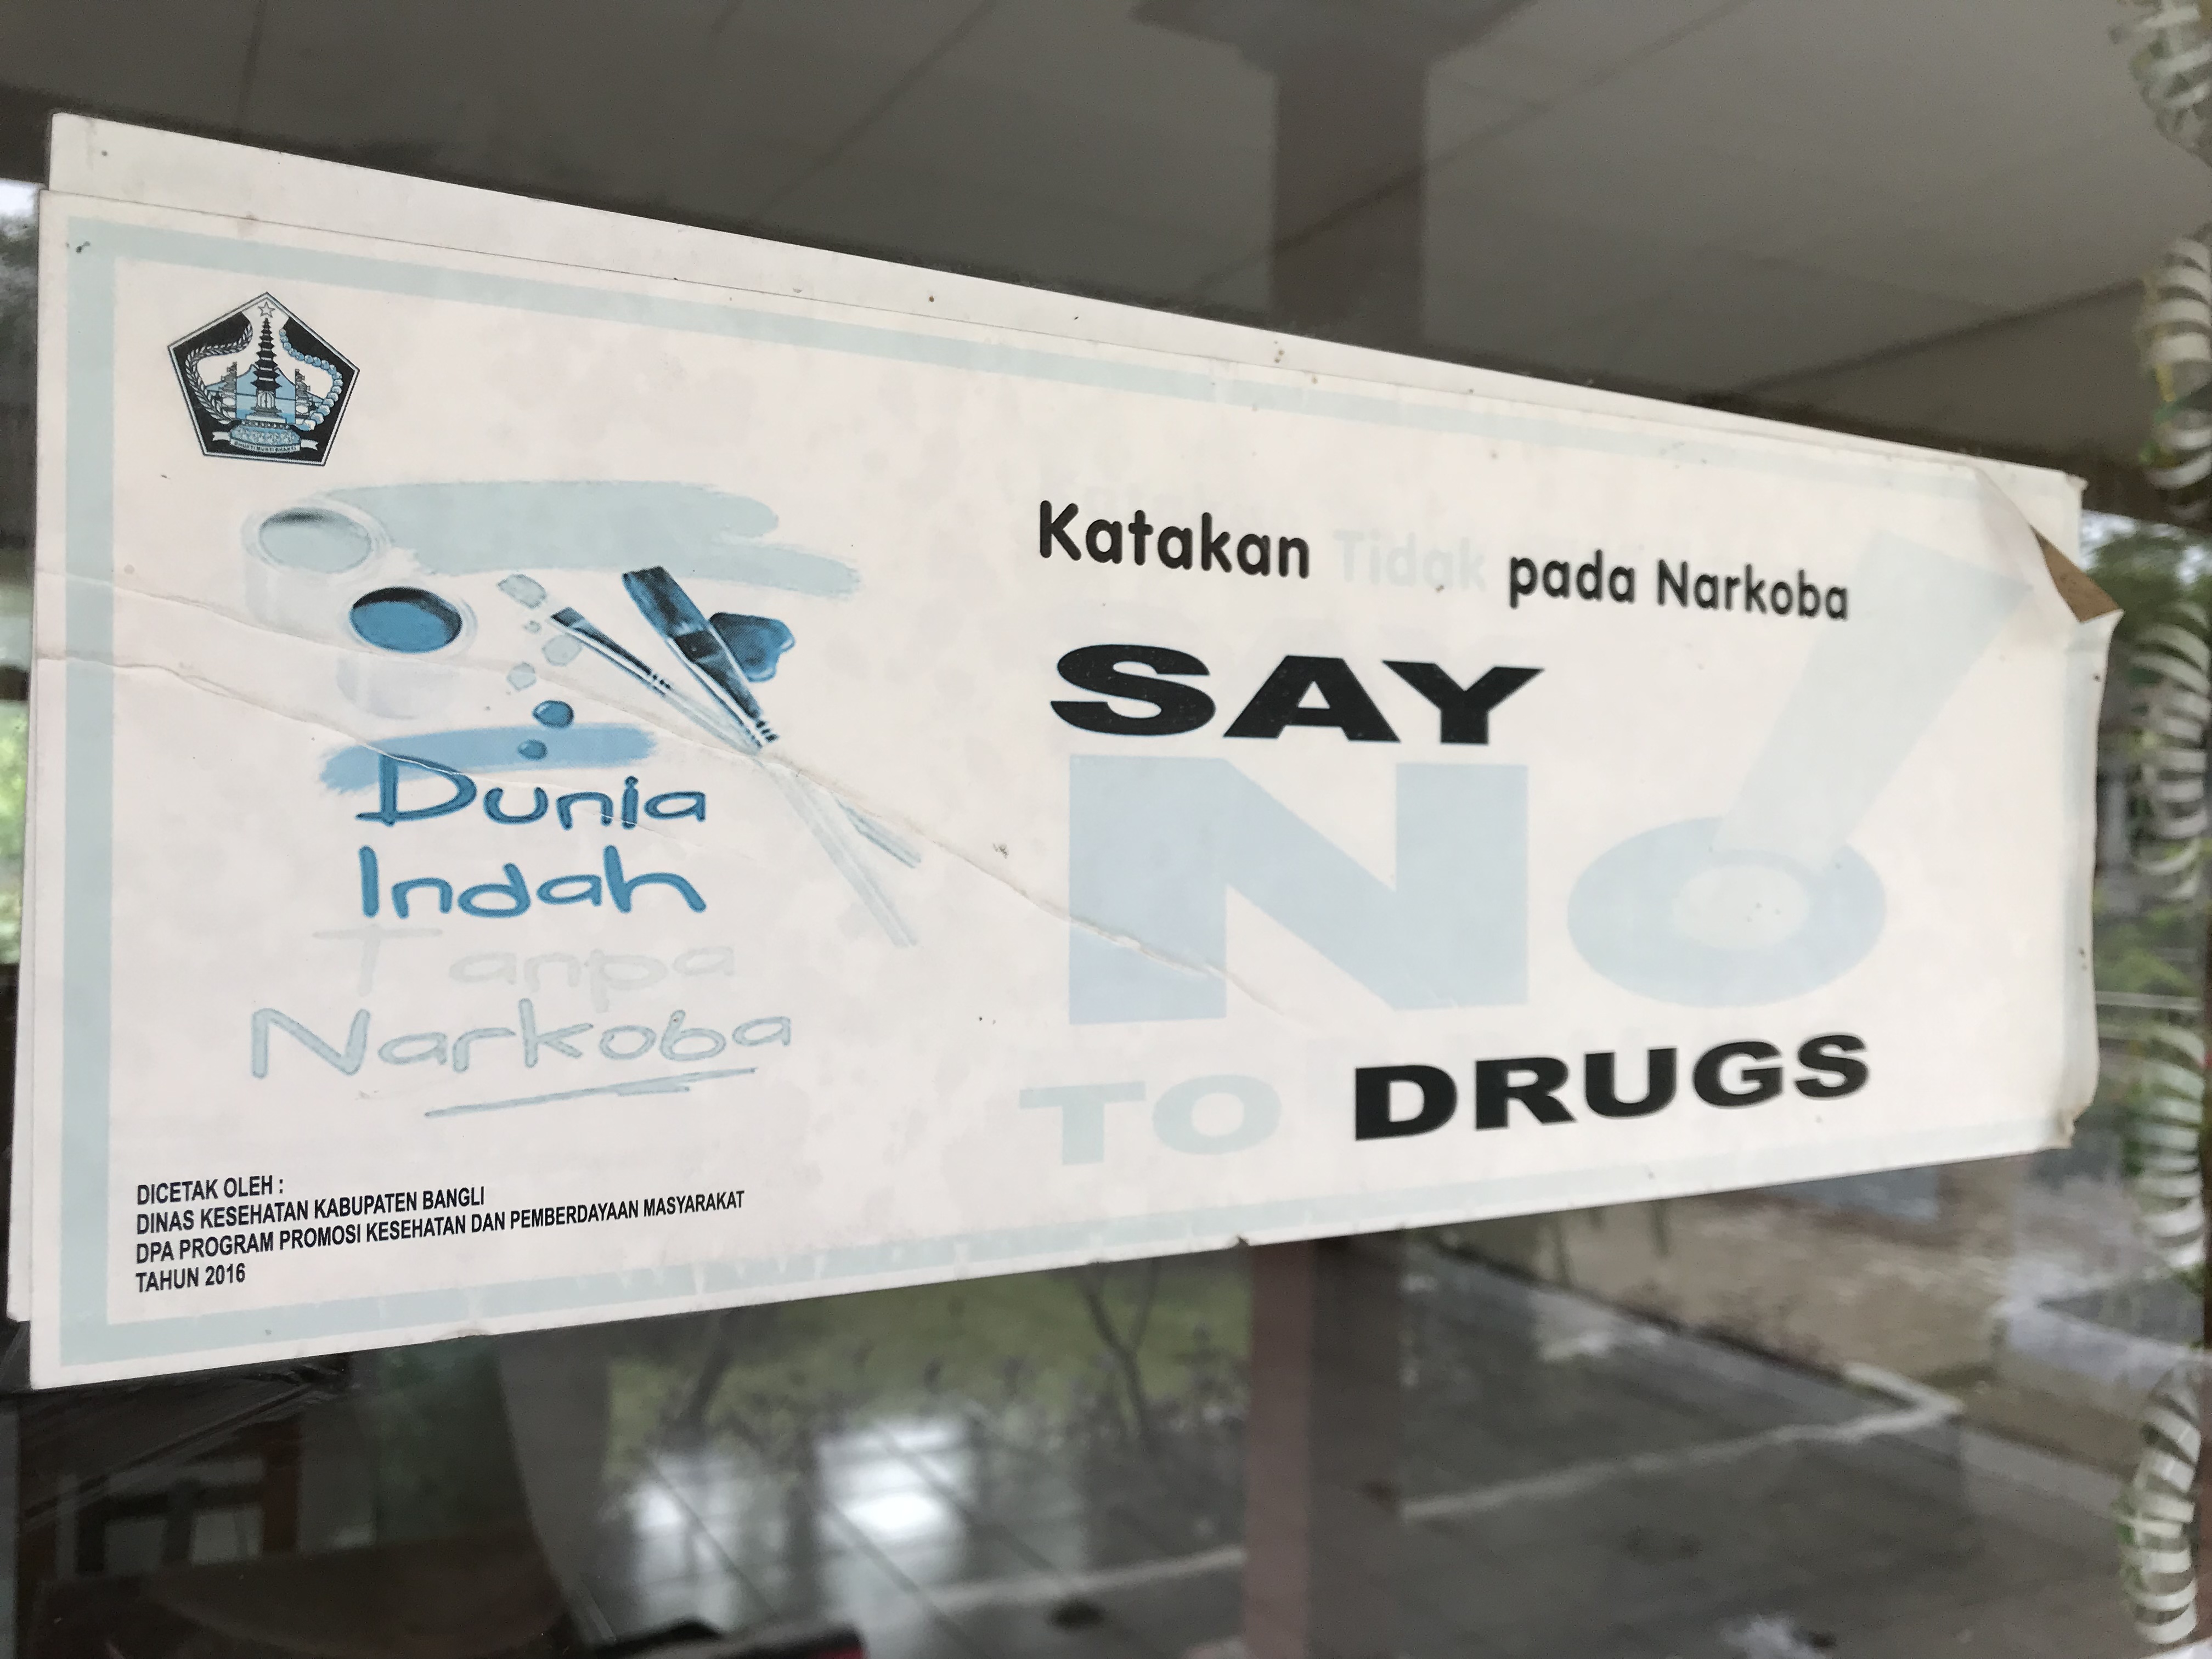 Dunia
Indah
Tanpa
Narkoba
DICETAK OLEH :
DINAS KESEHATAN KABUPATEN BANGLI
DPA PROGRAM PROMOSI KESEHATAN DAN PEMBERDAYAAN MASYARAKAT
TAHUN 2016
Katakan Tidak pada Narkoba
SAY
No!
TO DRUGS